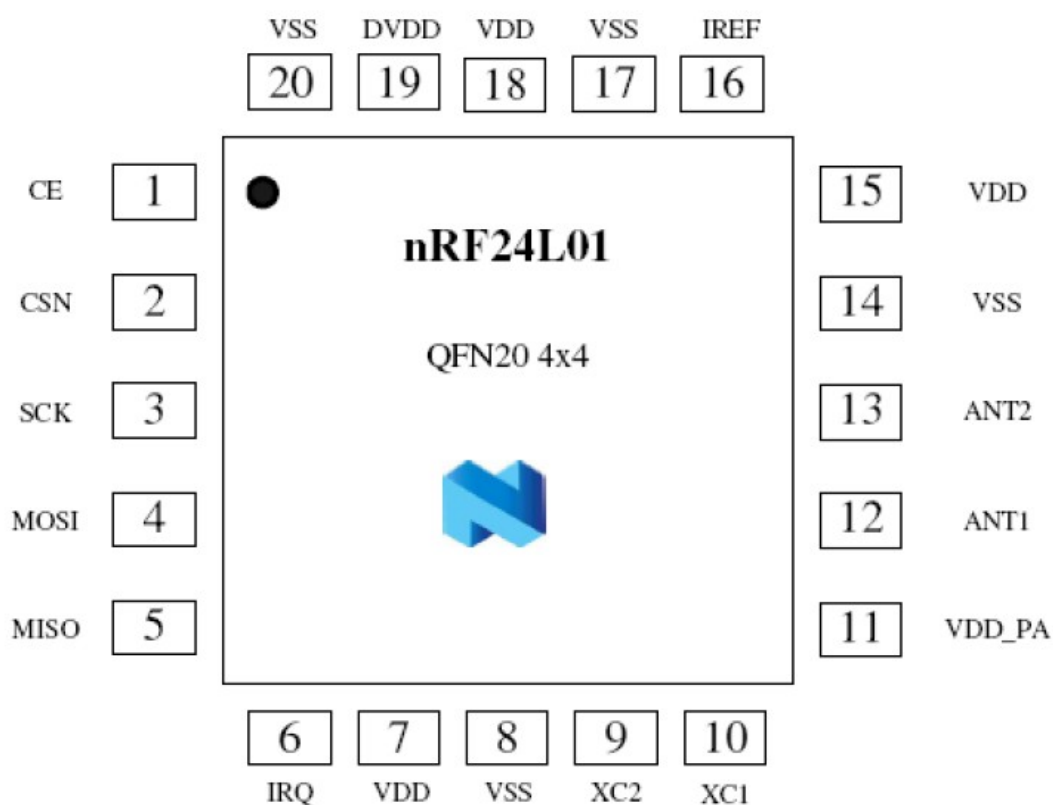 VSS DVDD VDD VSS IREF
20 19 18 17 16
CE 1 15 VDD
nRF24L01
CSN 2 14 VSS
QFN20 4x4
SCK 3 13 ANT2
MOSI 4 12 ANT1
MISO 5 11 VDD_PA
6 7 8 9 10
IRQ VDD VSS XC2 XC1